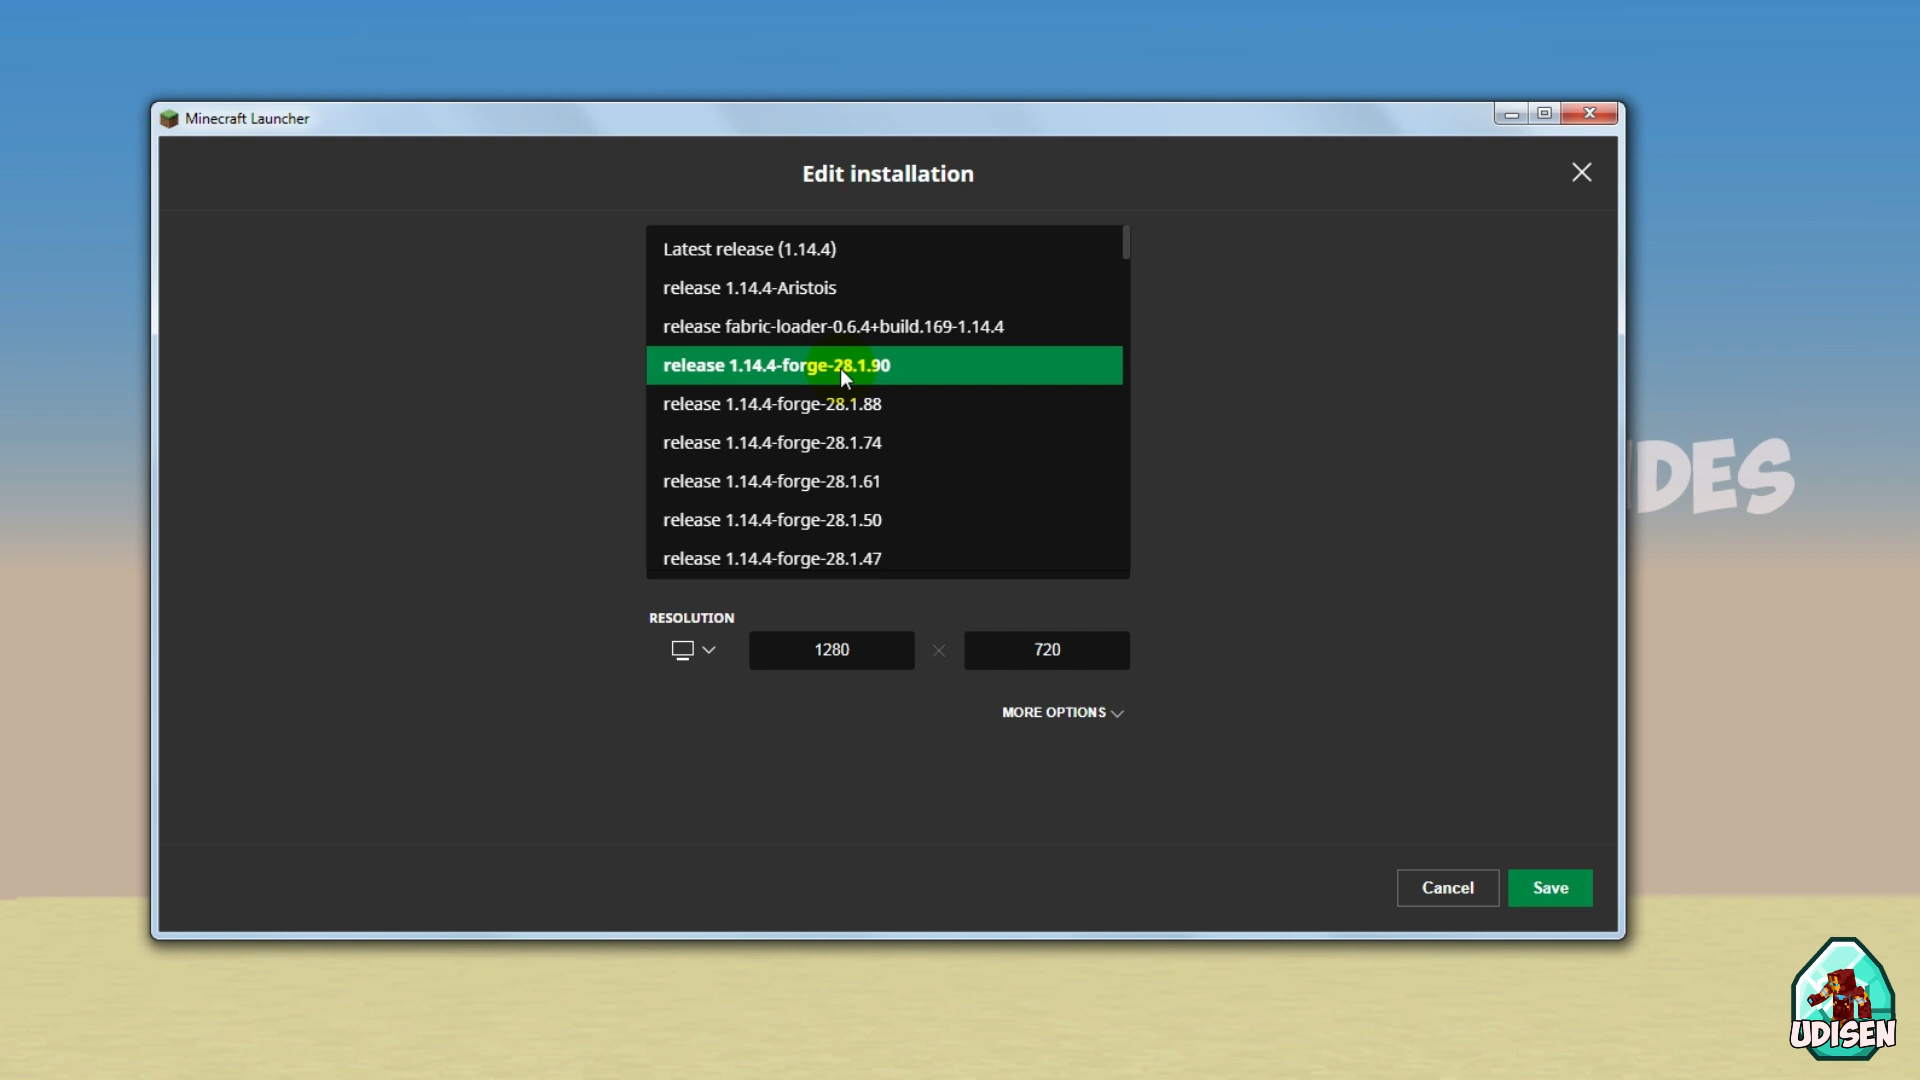 Minecraft Launcher
Edit installation
Latest release (1.14.4)
release 1.14.4-Aristois
release fabric-loader-0.6.4+build.169-1.14.4
release 1.14.4-forge-28.1.90
release 1.14.4-forge-28.1.88
release 1.14.4-forge-28.1.74
release 1.14.4-forge-28.1.61
release 1.14.4-forge-28.1.50
release 1.14.4-forge-28.1.47
DES
RESOLUTION
1280 × 720
MORE OPTIONS
Cancel Save
UDISEN